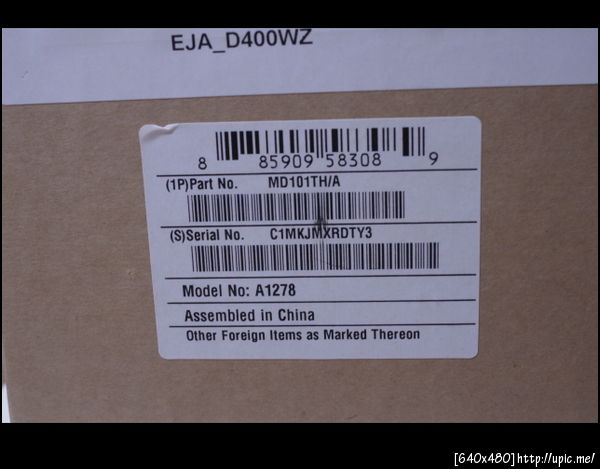 EJA_D400WZ
8 85909 58308 9
(1P)Part No. MD101TH/A
(S)Serial No. C1MKJMXRDTY3
Model No: A1278
Assembled in China
Other Foreign Items as Marked Thereon
[640x480]http://upic.me/